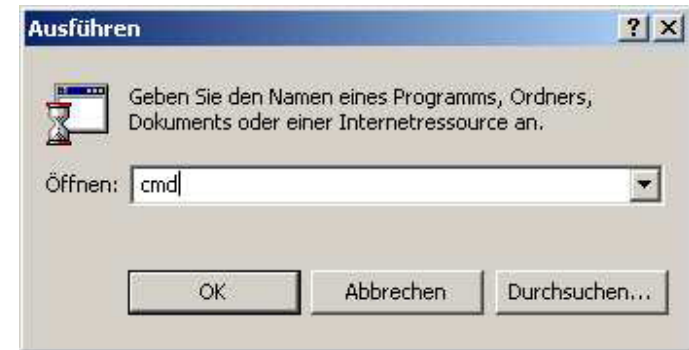 Ausführen
Geben Sie den Namen eines Programms, Ordners,
Dokuments oder einer Internetressource an.
Öffnen: cmd
OK Abbrechen Durchsuchen...